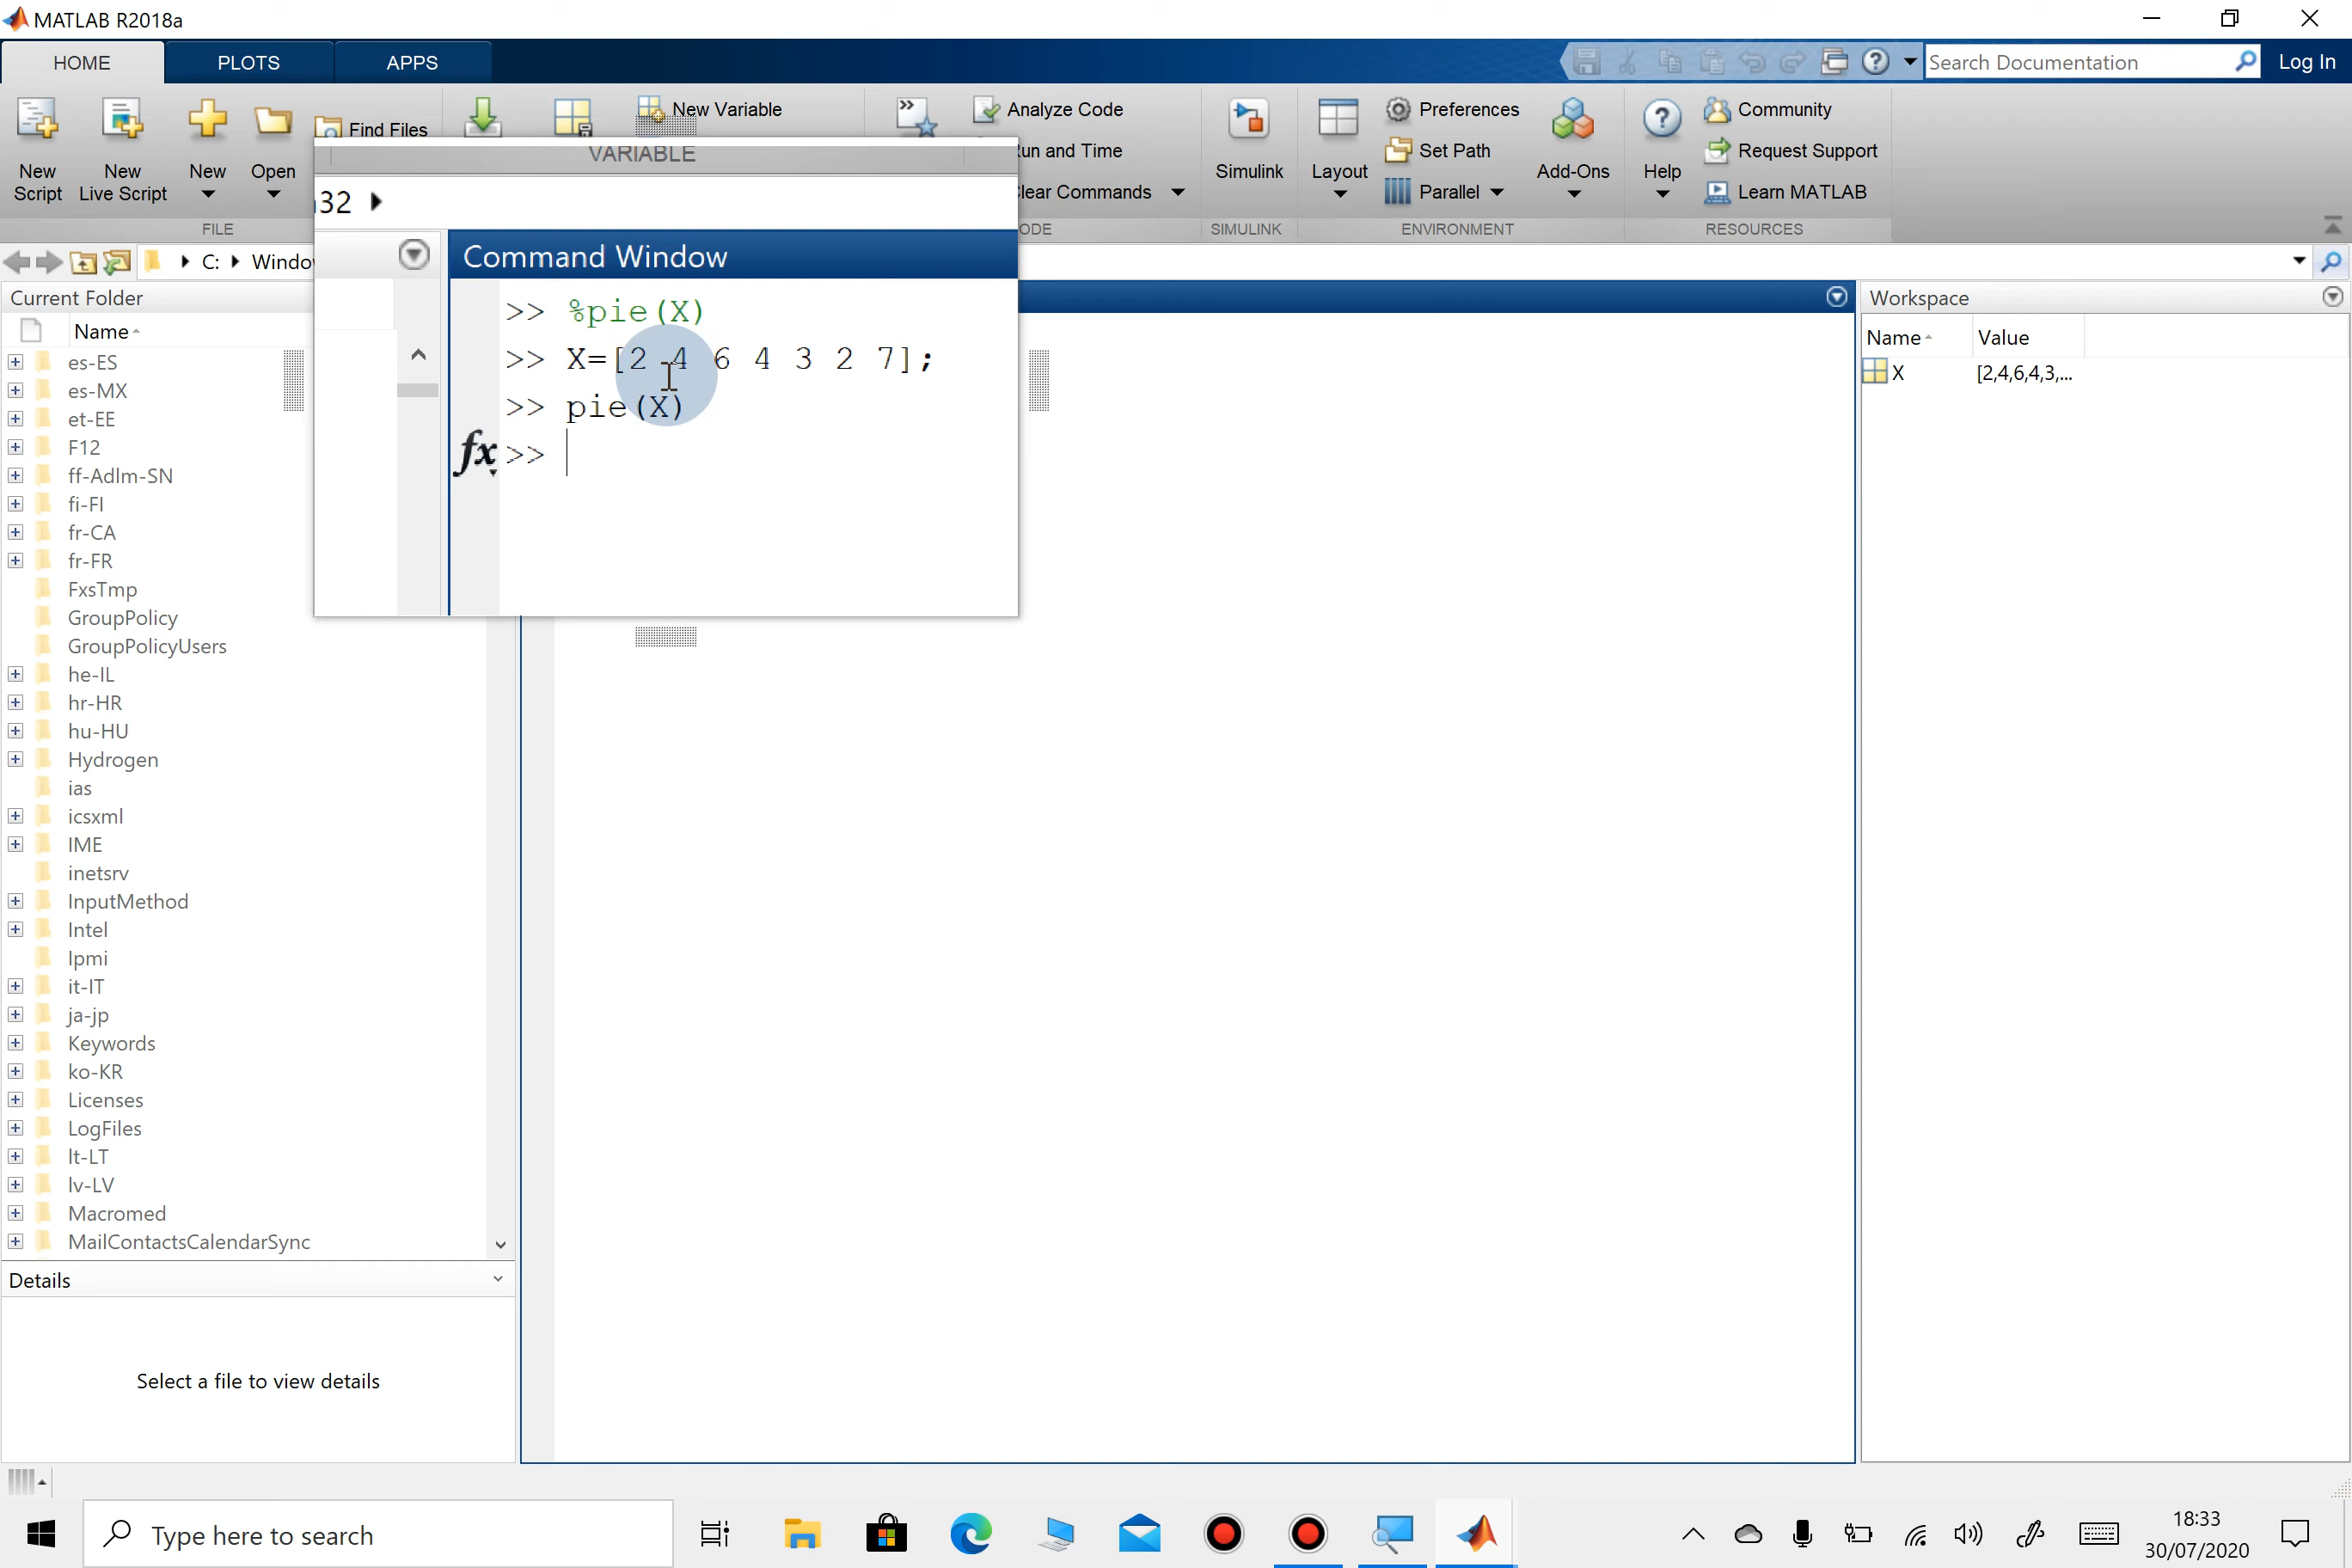 MATLAB R2018a
HOME
PLOTS
APPS
Search Documentation
Log In
New Script
New Live Script
New
Open
Find Files
New Variable
Analyze Code
Run and Time
Clear Commands
Simulink
Layout
Preferences
Set Path
Parallel
Add-Ons
Help
Community
Request Support
Learn MATLAB
FILE
VARIABLE
ODE
SIMULINK
ENVIRONMENT
RESOURCES
C:
Windo
32
Current Folder
Name
es-ES
es-MX
et-EE
F12
ff-Adlm-SN
fi-FI
fr-CA
fr-FR
FxsTmp
GroupPolicy
GroupPolicyUsers
he-IL
hr-HR
hu-HU
Hydrogen
ias
icsxml
IME
inetsrv
InputMethod
Intel
Ipmi
it-IT
ja-jp
Keywords
ko-KR
Licenses
LogFiles
lt-LT
lv-LV
Macromed
MailContactsCalendarSync
Details
Select a file to view details
Command Window
>> %pie(X)
>> X=[2 4 6 4 3 2 7];
>> pie(X)
fx >>
Workspace
Name Value
X [2,4,6,4,3,...
Type here to search
18:33
30/07/2020